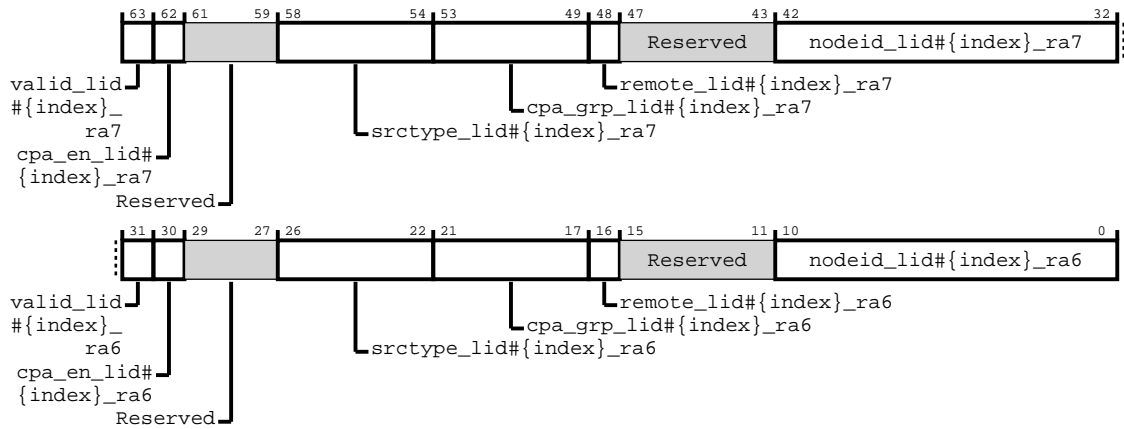 63 62 61 59 58 54 53 49 48 47 43 42 32
Reserved nodeid_lid#{index}_ra7
valid_lid
#{index}_
ra7
remote_lid#{index}_ra7
cpa_grp_lid#{index}_ra7
srctype_lid#{index}_ra7
cpa_en_lid#
{index}_ra7
Reserved
31 30 29 27 26 22 21 17 16 15 11 10 0
Reserved nodeid_lid#{index}_ra6
valid_lid
#{index}_
ra6
remote_lid#{index}_ra6
cpa_grp_lid#{index}_ra6
srctype_lid#{index}_ra6
cpa_en_lid#
{index}_ra6
Reserved